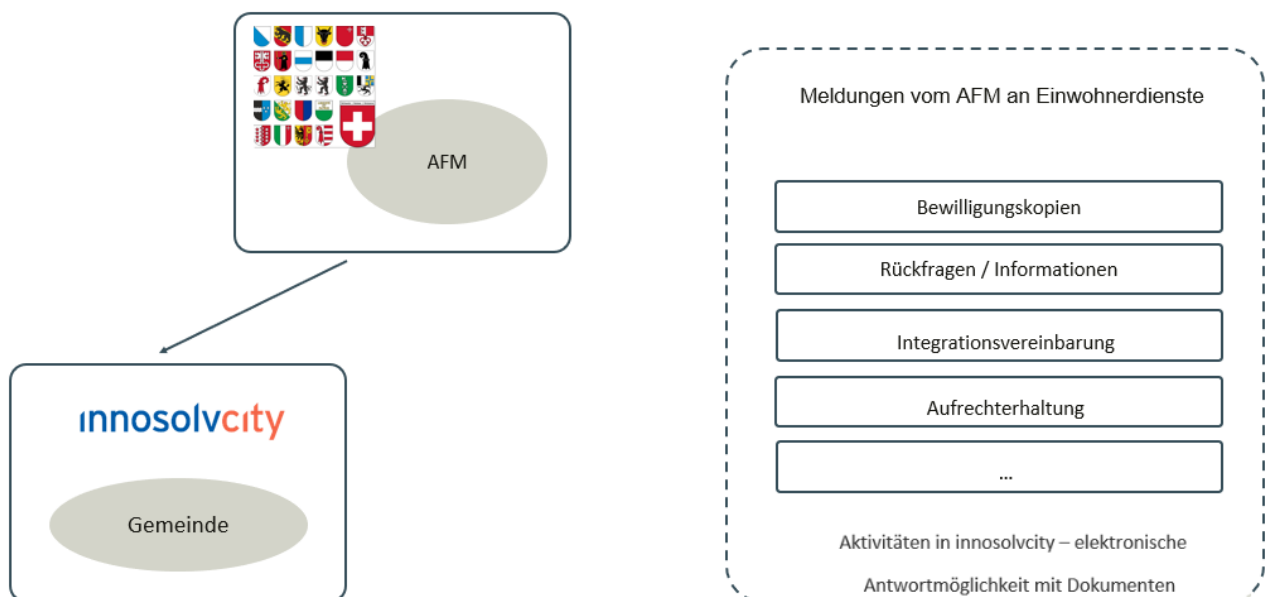 AFM
innosolvcity
Gemeinde
Meldungen vom AFM an Einwohnerdienste
Bewilligungskopien
Rückfragen / Informationen
Integrationsvereinbarung
Aufrechterhaltung
...
Aktivitäten in innosolvcity – elektronische
Antwortmöglichkeit mit Dokumenten